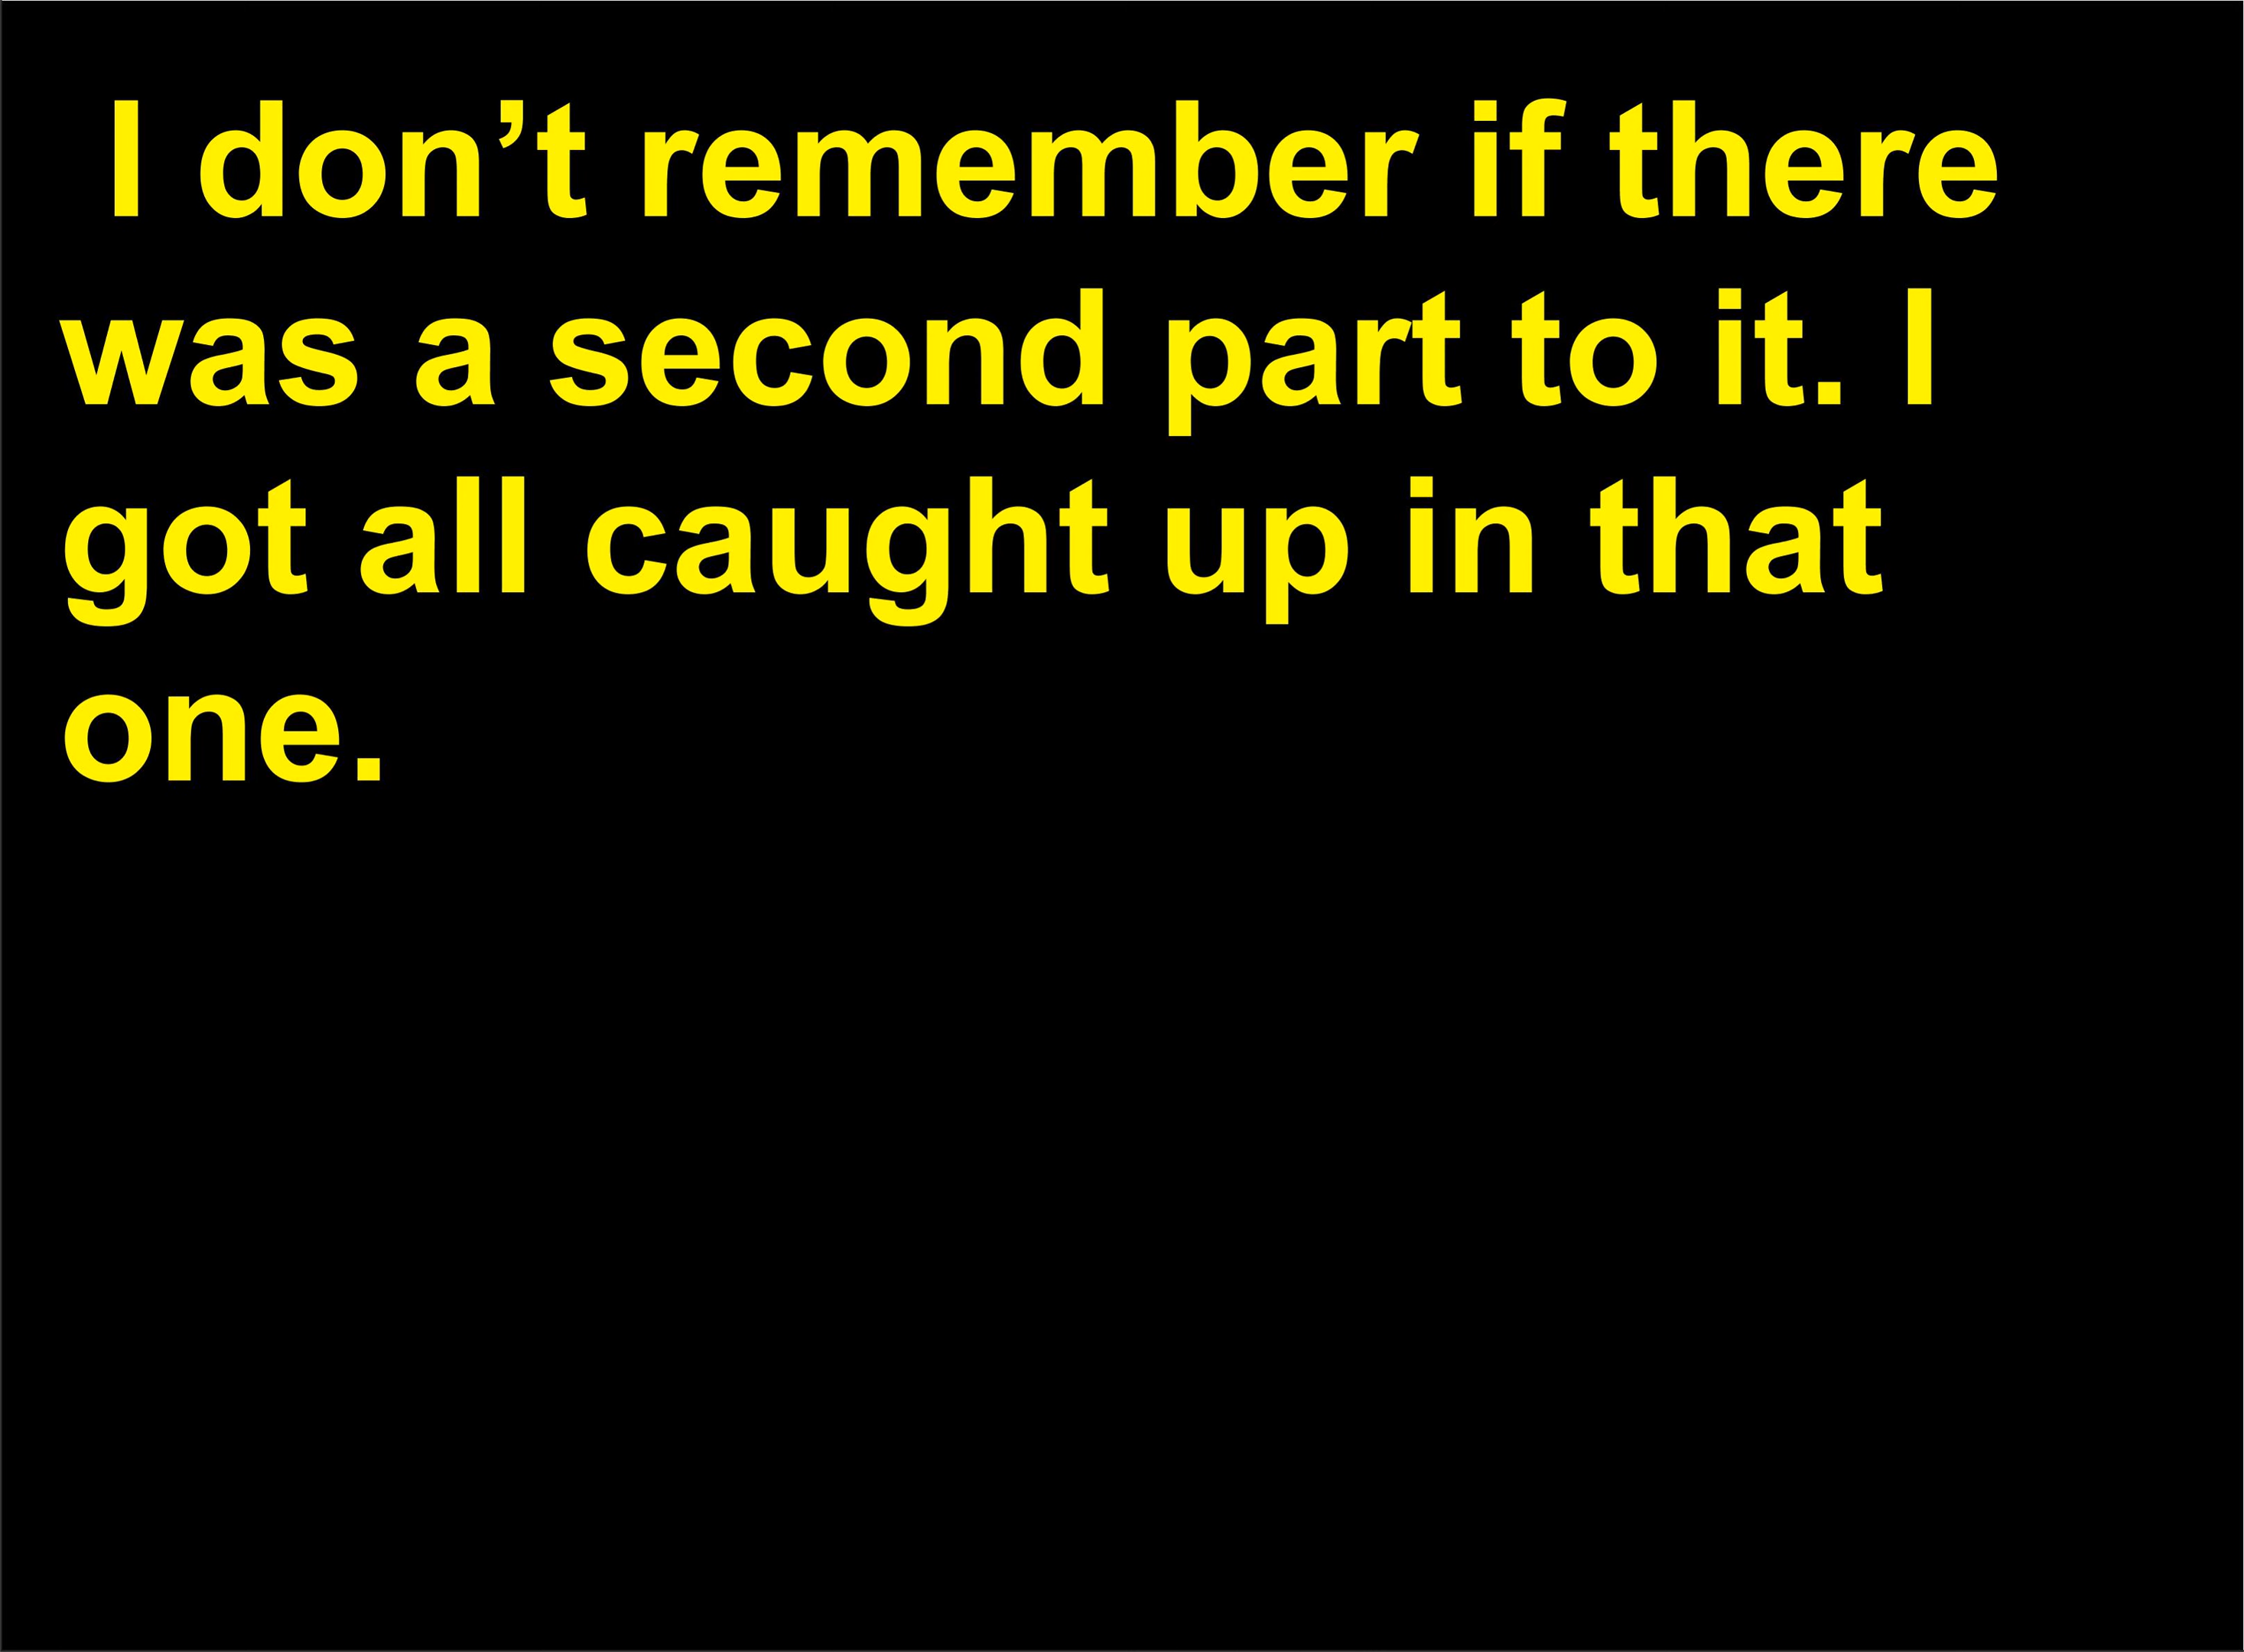 I don’t remember if there
was a second part to it. I
got all caught up in that
one.